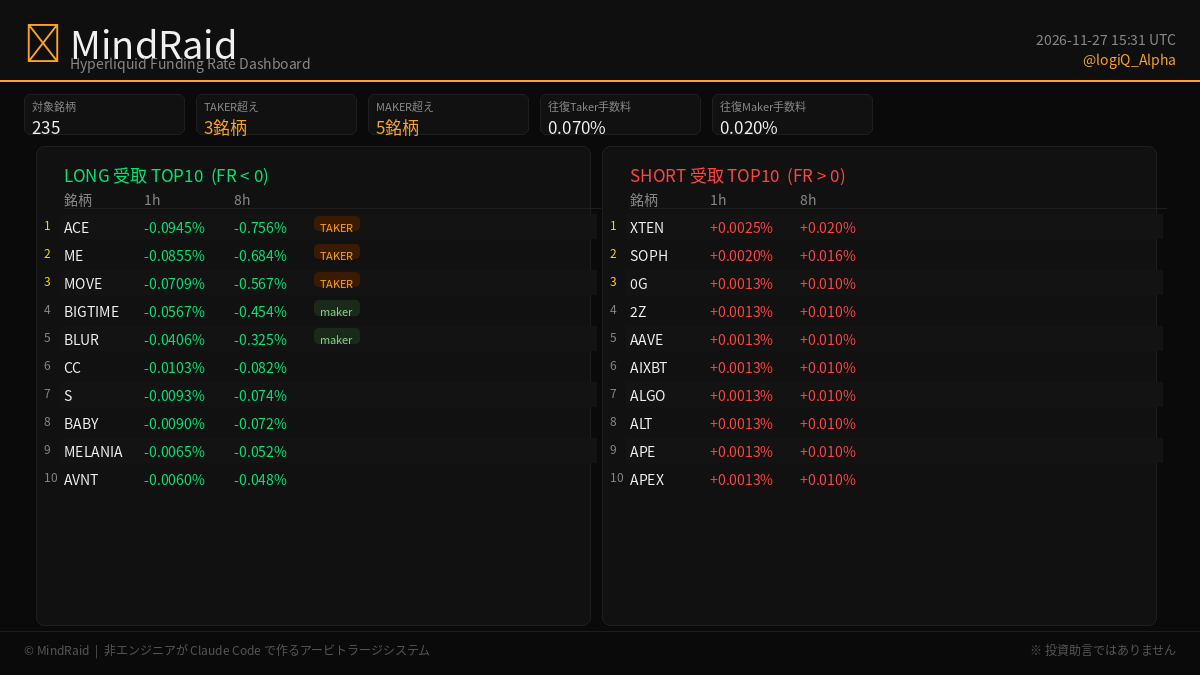 MindRaid
Hyperliquid Funding Rate Dashboard
2026-11-27 15:31 UTC
@logiQ_Alpha
対象銘柄
235
TAKER超え
3銘柄
MAKER超え
5銘柄
往復Taker手数料
0.070%
往復Maker手数料
0.020%
LONG 受取 TOP10 (FR < 0)
銘柄 1h 8h
1 ACE -0.0945% -0.756% TAKER
2 ME -0.0855% -0.684% TAKER
3 MOVE -0.0709% -0.567% TAKER
4 BIGTIME -0.0567% -0.454% maker
5 BLUR -0.0406% -0.325% maker
6 CC -0.0103% -0.082%
7 S -0.0093% -0.074%
8 BABY -0.0090% -0.072%
9 MELANIA -0.0065% -0.052%
10 AVNT -0.0060% -0.048%
SHORT 受取 TOP10 (FR > 0)
銘柄 1h 8h
1 XTEN +0.0025% +0.020%
2 SOPH +0.0020% +0.016%
3 0G +0.0013% +0.010%
4 2Z +0.0013% +0.010%
5 AAVE +0.0013% +0.010%
6 AIXBT +0.0013% +0.010%
7 ALGO +0.0013% +0.010%
8 ALT +0.0013% +0.010%
9 APE +0.0013% +0.010%
10 APEX +0.0013% +0.010%
© MindRaid | 非エンジニアが Claude Code で作るアービトラージシステム
※ 投資助言ではありません